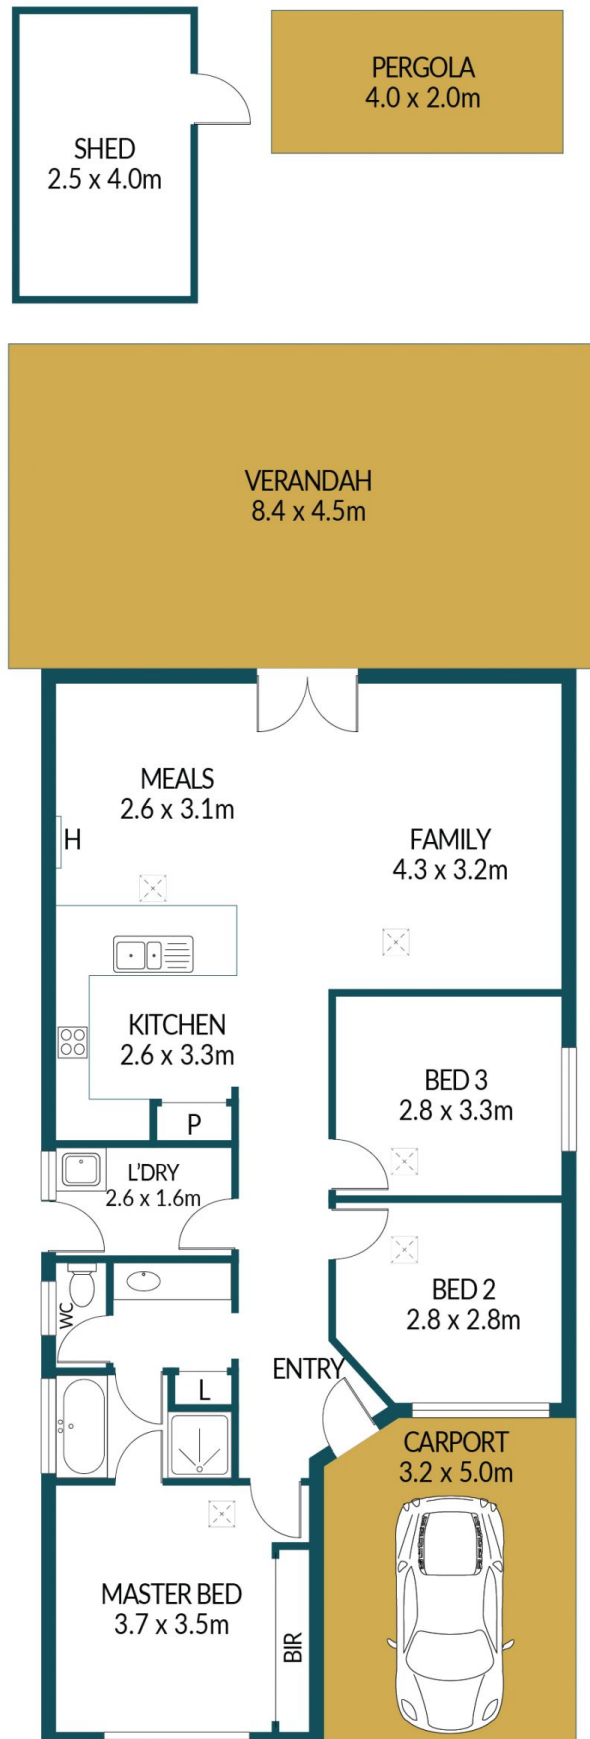 SHED
2.5 x 4.0m
PERGOLA
4.0 x 2.0m
VERANDAH
8.4 x 4.5m
MEALS
2.6 x 3.1m
H
FAMILY
4.3 x 3.2m
KITCHEN
2.6 x 3.3m
P
BED 3
2.8 x 3.3m
L'DRY
2.6 x 1.6m
WC
BED 2
2.8 x 2.8m
L
ENTRY
CARPORT
3.2 x 5.0m
MASTER BED
3.7 x 3.5m
BIR